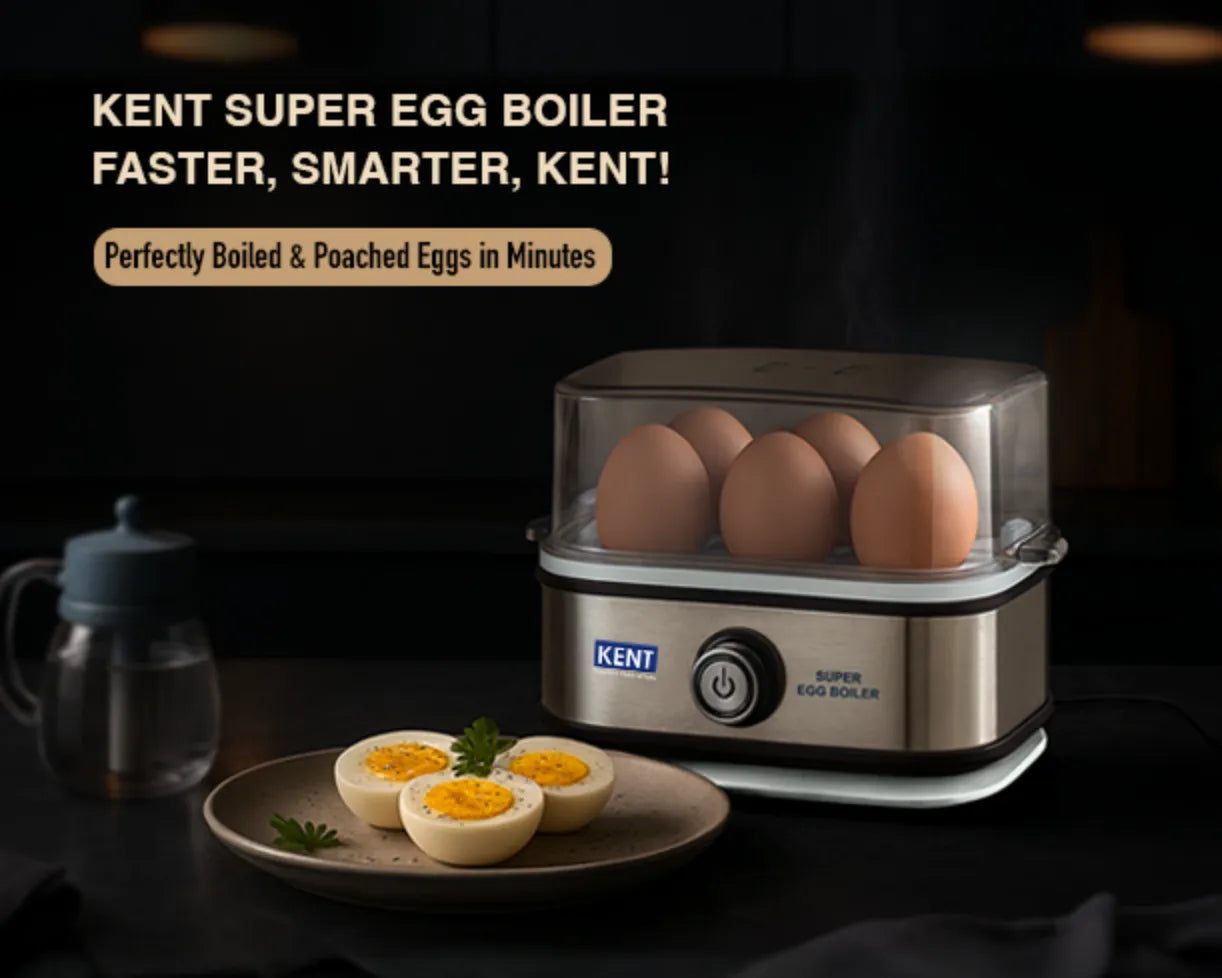 KENT SUPER EGG BOILER
FASTER, SMARTER, KENT!
Perfectly Boiled & Poached Eggs in Minutes
KENT
SUPER
EGG BOILER